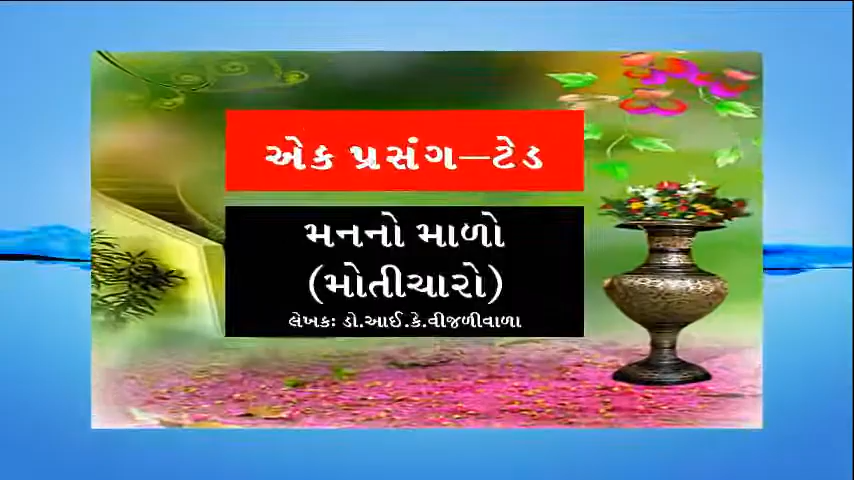 એક પ્રસંગ–ટેડ
મનનો માળો
(મોતીચારો)
લેખકઃ ડો.આઈ.કે.વીજળીવાળા